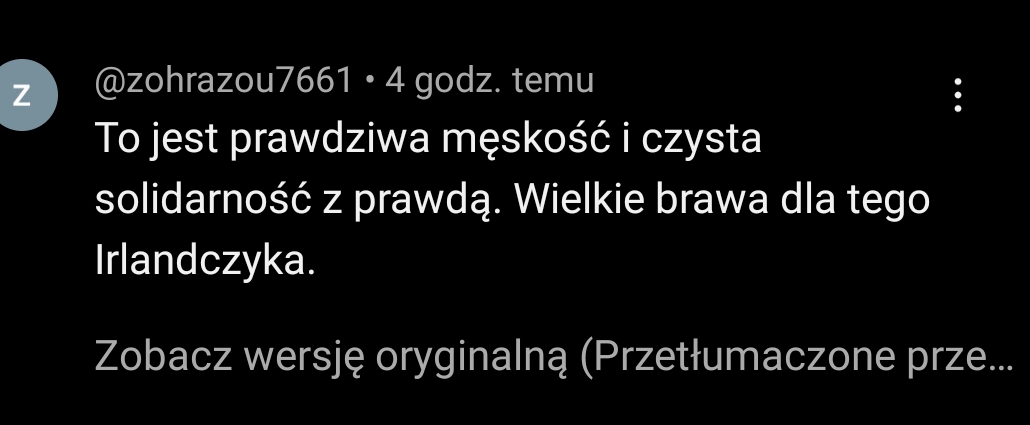 Z
@zohrazou7661 • 4 godz. temu
To jest prawdziwa męskość i czysta
solidarność z prawdą. Wielkie brawa dla tego
Irlandczyka.
Zobacz wersję oryginalną (Przetłumaczone prze...